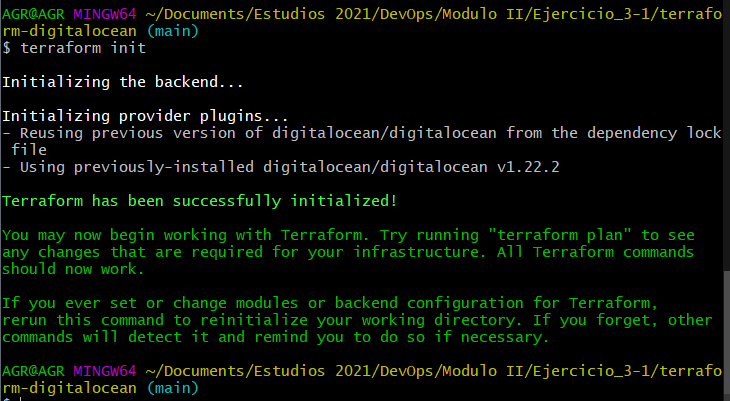 AGR@AGR MINGW64 ~/Documents/Estudios 2021/DevOps/Modulo II/Ejercicio_3-1/terrafo
rm-digitalocean (main)
$ terraform init

Initializing the backend...

Initializing provider plugins...
- Reusing previous version of digitalocean/digitalocean from the dependency lock
 file
- Using previously-installed digitalocean/digitalocean v1.22.2

Terraform has been successfully initialized!

You may now begin working with Terraform. Try running "terraform plan" to see
any changes that are required for your infrastructure. All Terraform commands
should now work.

If you ever set or change modules or backend configuration for Terraform,
rerun this command to reinitialize your working directory. If you forget, other
commands will detect it and remind you to do so if necessary.

AGR@AGR MINGW64 ~/Documents/Estudios 2021/DevOps/Modulo II/Ejercicio_3-1/terrafo
rm-digitalocean (main)
$